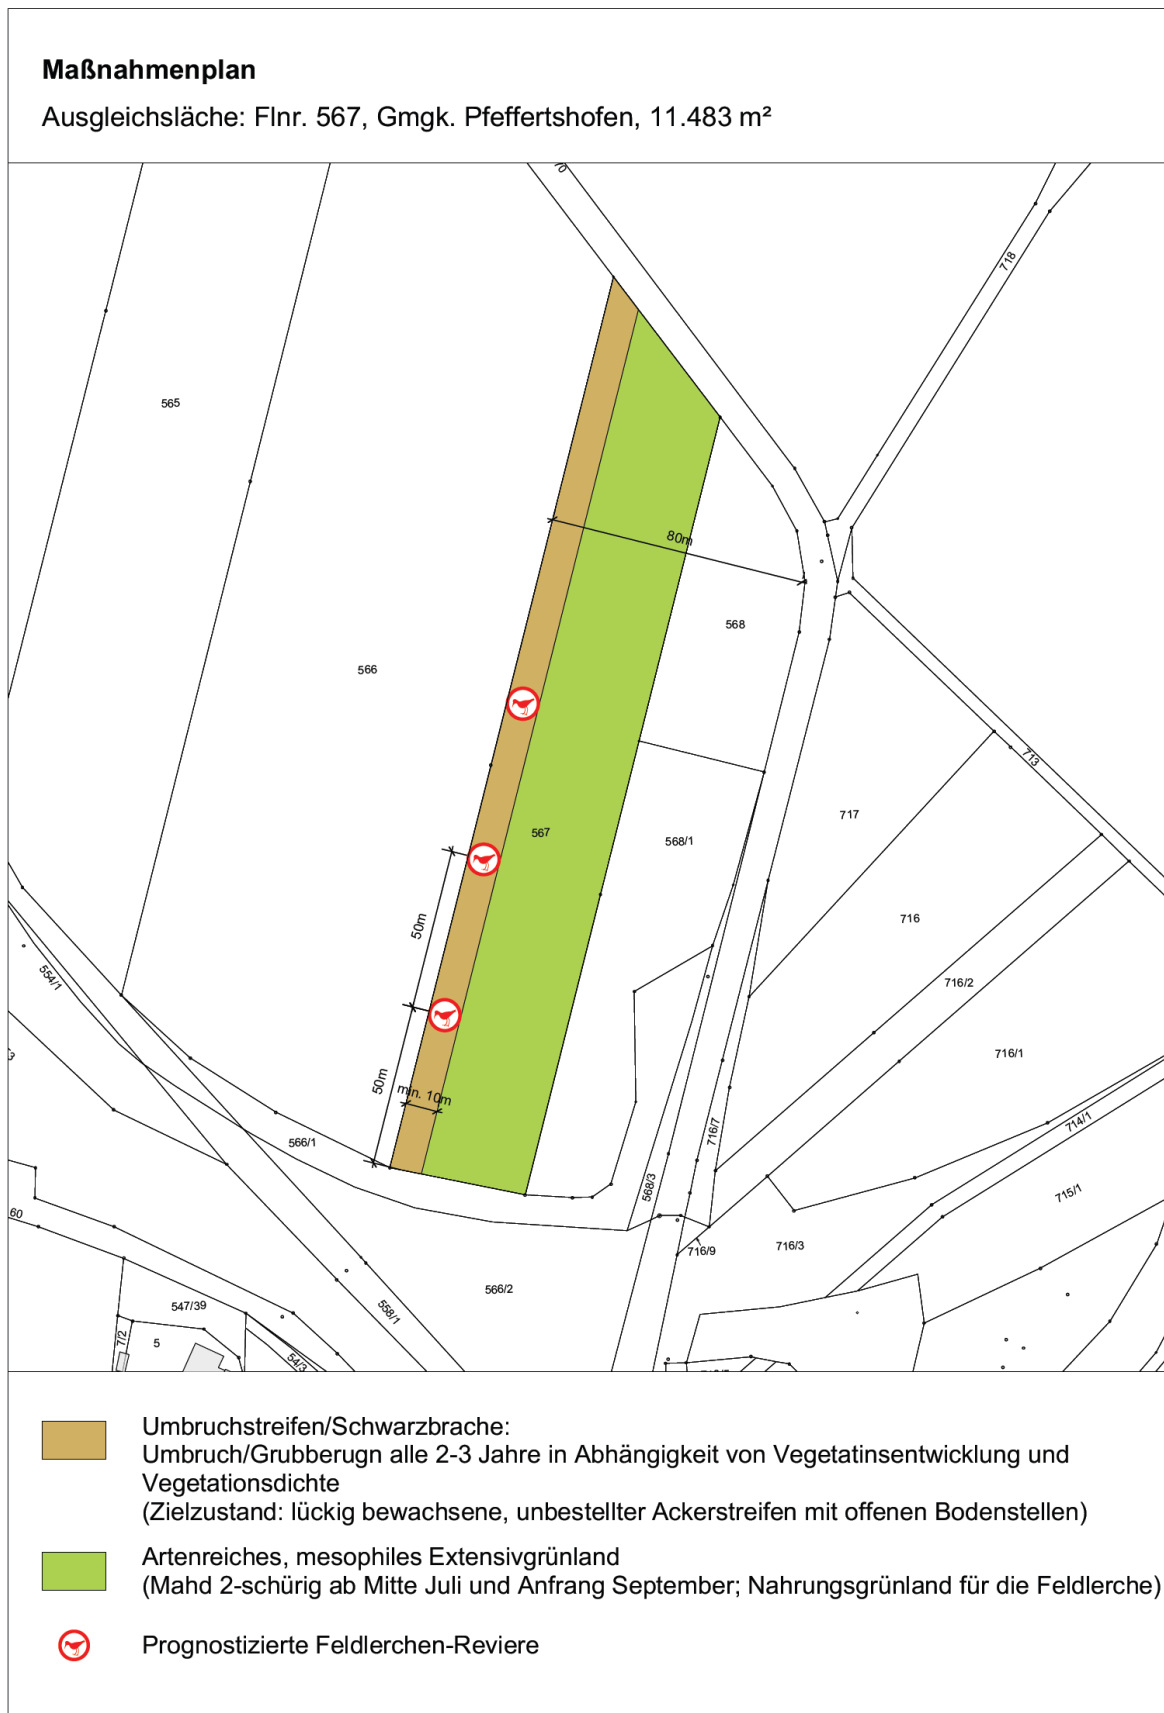 Maßnahmenplan
Ausgleichsläche: Flnr. 567, Gmgk. Pfeffertshofen, 11.483 m²
70
718
565
80m
568
566
713
717
567
568/1
716
50m
554/1
716/2
716/1
50m
min. 10m
714/1
716/7
566/1
568/3
715/1
60
716/3
716/9
566/2
547/39
558/1
7/2
5
54/3
Umbruchstreifen/Schwarzbrache:
Umbruch/Grubberugn alle 2-3 Jahre in Abhängigkeit von Vegetatinsentwicklung und
Vegetationsdichte
(Zielzustand: lückig bewachsene, unbestellter Ackerstreifen mit offenen Bodenstellen)
Artenreiches, mesophiles Extensivgrünland
(Mahd 2-schürig ab Mitte Juli und Anfrang September; Nahrungsgrünland für die Feldlerche)
Prognostizierte Feldlerchen-Reviere